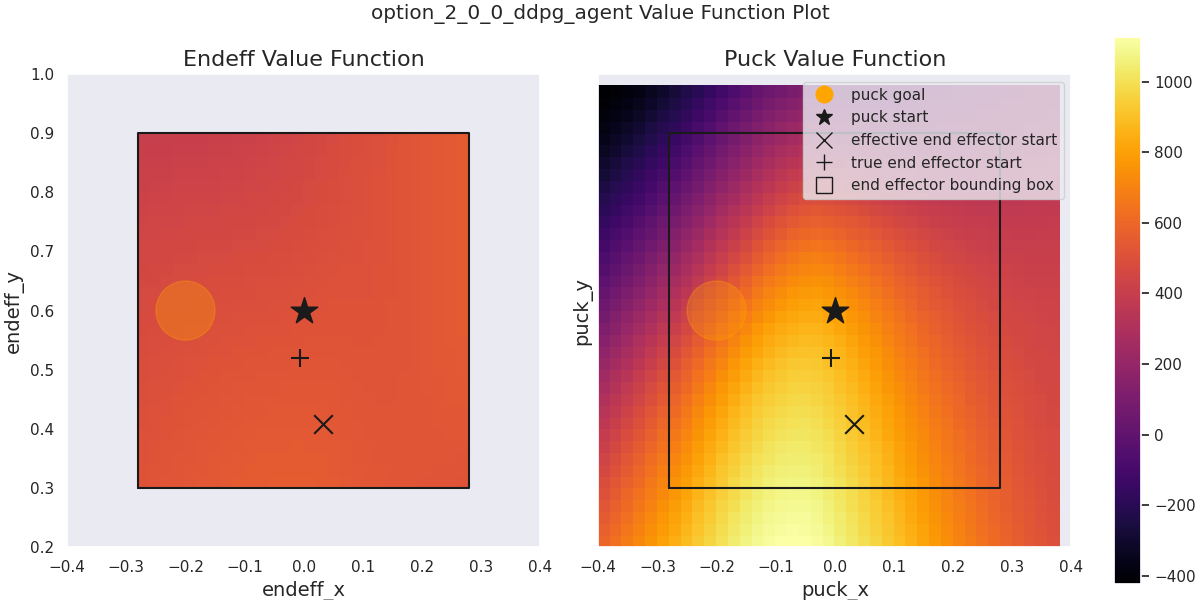 option_2_0_0_ddpg_agent Value Function Plot
Endeff Value Function
1.0
0.9
0.8
0.7
0.6
0.5
0.4
0.3
0.2
endeff_y
−0.4 −0.3 −0.2 −0.1 0.0 0.1 0.2 0.3 0.4
endeff_x
Puck Value Function
puck goal
puck start
effective end effector start
true end effector start
end effector bounding box
puck_y
−0.4 −0.3 −0.2 −0.1 0.0 0.1 0.2 0.3 0.4
puck_x
1000
800
600
400
200
0
−200
−400